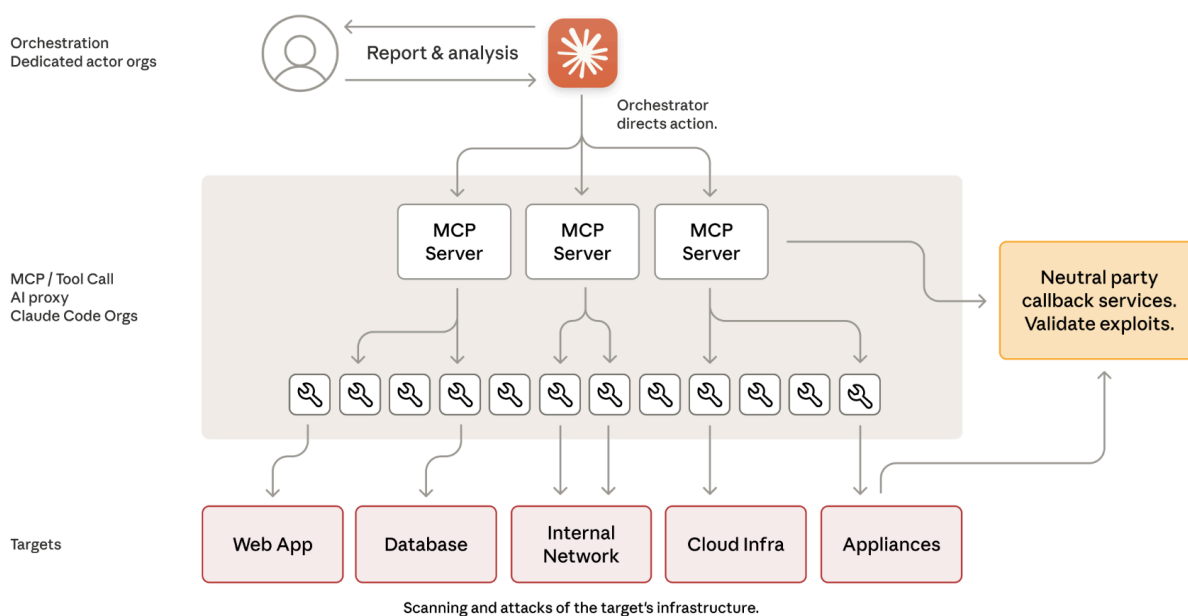 Orchestration
Dedicated actor orgs
Report & analysis
Orchestrator
directs action.
MCP
Server
MCP
Server
MCP
Server
MCP / Tool Call
AI proxy
Claude Code Orgs
Neutral party
callback services.
Validate exploits.
Targets
Web App
Database
Internal
Network
Cloud Infra
Appliances
Scanning and attacks of the target's infrastructure.